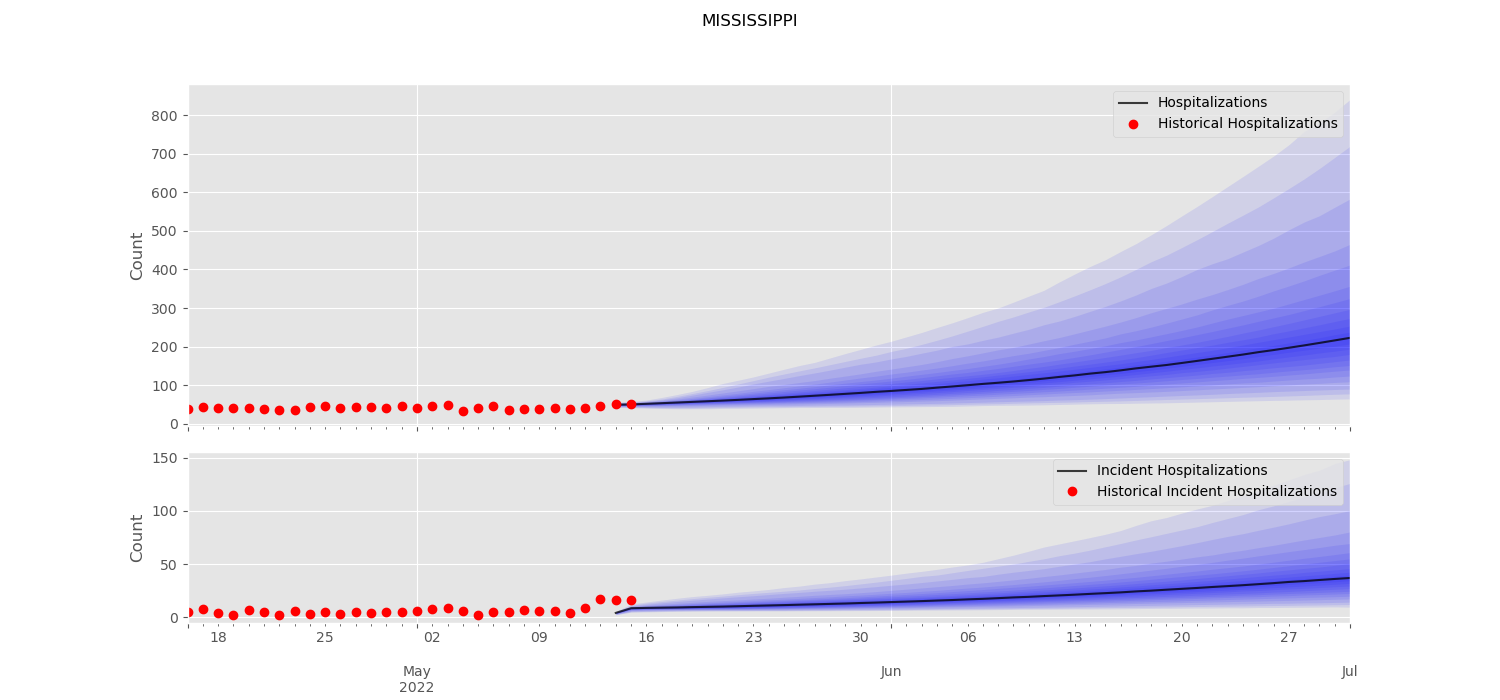 MISSISSIPPI
800
700
600
500
400
300
200
100
0
Count
Hospitalizations
Historical Hospitalizations
150
100
50
0
Count
Incident Hospitalizations
Historical Incident Hospitalizations
18 25 02 09 16 23 30 06 13 20 27
May Jun Jul
2022